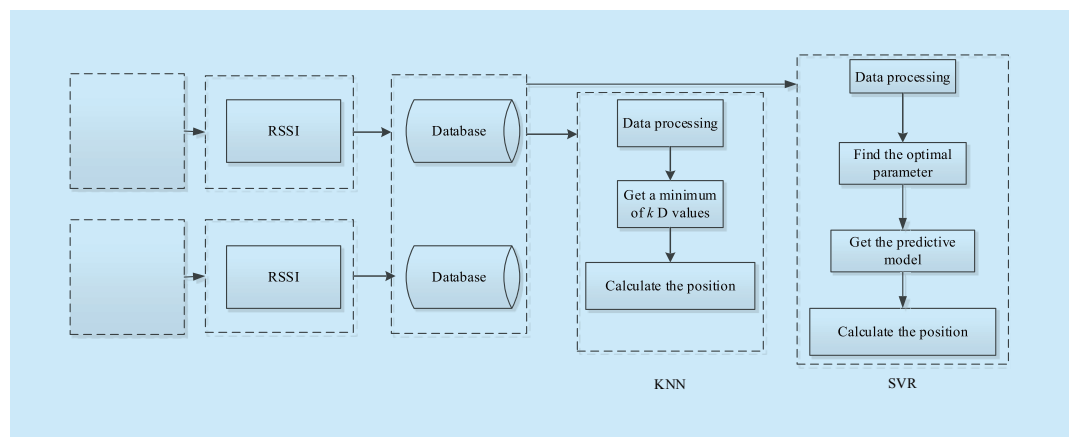 RSSI
Database
RSSI
Database
Data processing
Get a minimum
of k D values
Calculate the position
KNN
Data processing
Find the optimal
parameter
Get the predictive
model
Calculate the position
SVR